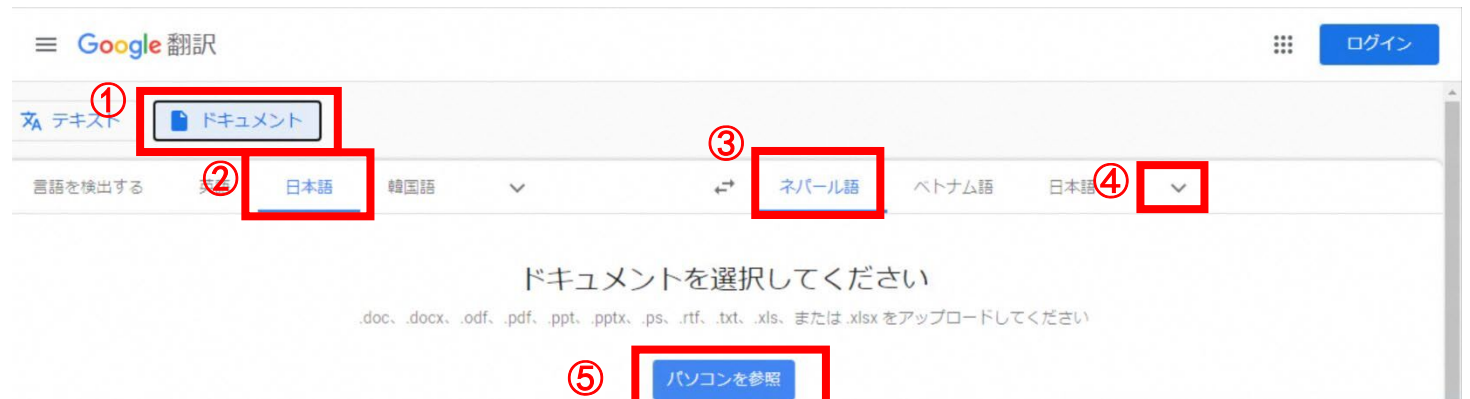 Google 翻訳 ログイン
① テキスト ドキュメント
② ③ ④
言語を検出する 英語 日本語 韓国語 ネパール語 ベトナム語 日本語
ドキュメントを選択してください
.doc、.docx、.odf、.pdf、.ppt、.pptx、.ps、.rtf、.txt、.xls、または .xlsx をアップロードしてください
⑤ パソコンを参照